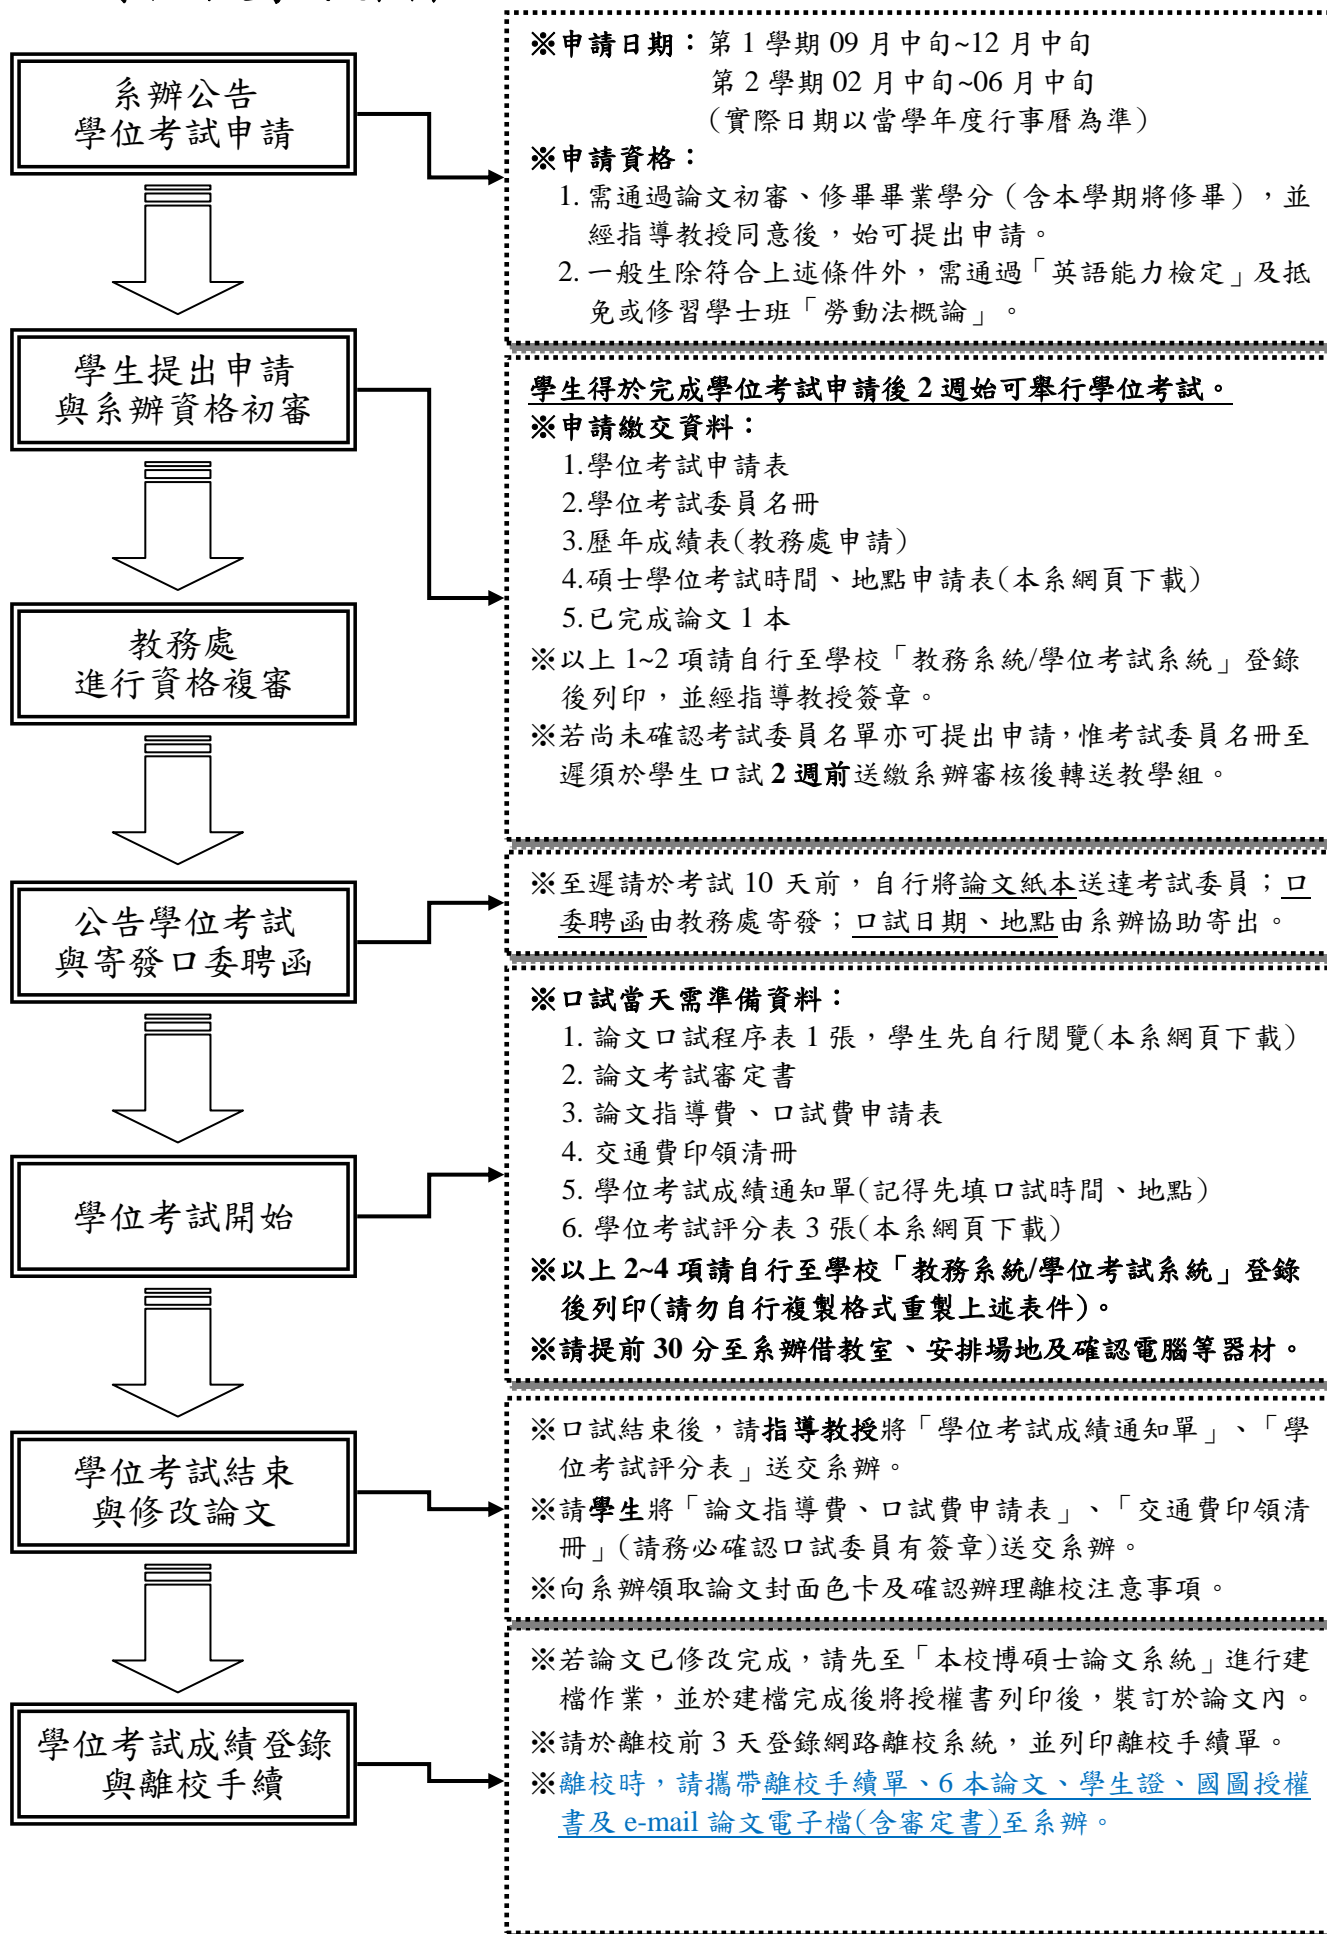 系辦公告
學位考試申請
※申請日期：第 1 學期 09 月中旬~12 月中旬
第 2 學期 02 月中旬~06 月中旬
(實際日期以當學年度行事曆為準)
※申請資格：
1. 需通過論文初審、修畢畢業學分（含本學期將修畢），並
經指導教授同意後，始可提出申請。
2. 一般生除符合上述條件外，需通過「英語能力檢定」及抵
免或修習學士班「勞動法概論」。
學生提出申請
與系辦資格初審
學生得於完成學位考試申請後 2 週始可舉行學位考試。
※申請繳交資料：
1.學位考試申請表
2.學位考試委員名冊
3.歷年成績表(教務處申請)
4.碩士學位考試時間、地點申請表(本系網頁下載)
5.已完成論文 1 本
※以上 1~2 項請自行至學校「教務系統/學位考試系統」登錄
後列印，並經指導教授簽章。
※若尚未確認考試委員名單亦可提出申請，惟考試委員名冊至
遲須於學生口試 2 週前送繳系辦審核後轉送教學組。
教務處
進行資格複審
公告學位考試
與寄發口委聘函
※至遲請於考試 10 天前，自行將論文紙本送達考試委員；口
委聘函由教務處寄發；口試日期、地點由系辦協助寄出。
學位考試開始
※口試當天需準備資料：
1. 論文口試程序表 1 張，學生先自行閱覽(本系網頁下載)
2. 論文考試審定書
3. 論文指導費、口試費申請表
4. 交通費印領清冊
5. 學位考試成績通知單(記得先填口試時間、地點)
6. 學位考試評分表 3 張(本系網頁下載)
※以上 2~4 項請自行至學校「教務系統/學位考試系統」登錄
後列印(請勿自行複製格式重製上述表件)。
※請提前 30 分至系辦借教室、安排場地及確認電腦等器材。
學位考試結束
與修改論文
※口試結束後，請指導教授將「學位考試成績通知單」、「學
位考試評分表」送交系辦。
※請學生將「論文指導費、口試費申請表」、「交通費印領清
冊」(請務必確認口試委員有簽章)送交系辦。
※向系辦領取論文封面色卡及確認辦理離校注意事項。
學位考試成績登錄
與離校手續
※若論文已修改完成，請先至「本校博碩士論文系統」進行建
檔作業，並於建檔完成後將授權書列印後，裝訂於論文內。
※請於離校前 3 天登錄網路離校系統，並列印離校手續單。
※離校時，請攜帶離校手續單、6 本論文、學生證、國圖授權
書及 e-mail 論文電子檔(含審定書)至系辦。